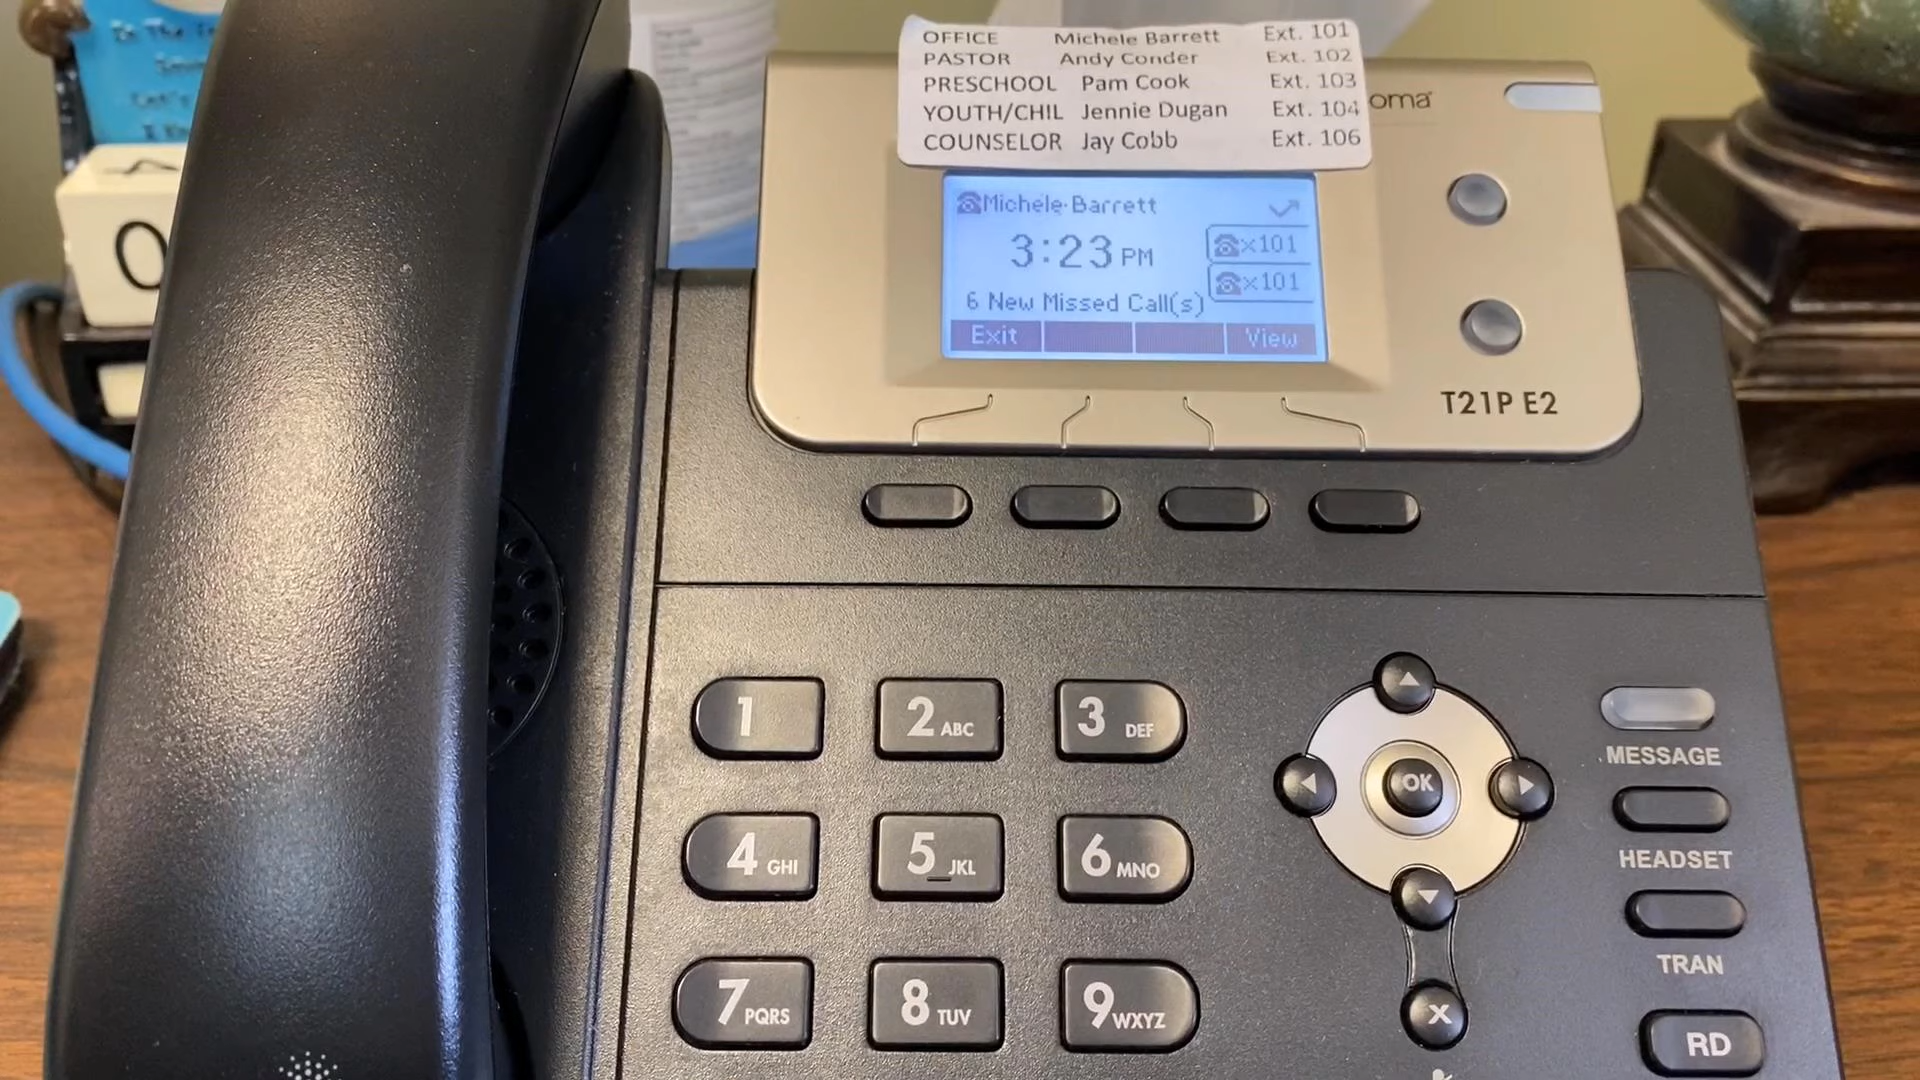 OFFICE Michele Barrett Ext. 101
PASTOR Andy Conder Ext. 102
PRESCHOOL Pam Cook Ext. 103
YOUTH/CHIL Jennie Dugan Ext. 104
COUNSELOR Jay Cobb Ext. 106
oma
Michele Barrett
3:23 PM
x101
x101
6 New Missed Call(s)
Exit View
T21P E2
1 2 ABC 3 DEF
4 GHI 5 JKL 6 MNO
7 PQRS 8 TUV 9 WXYZ
OK
X
MESSAGE
HEADSET
TRAN
RD
O
In The